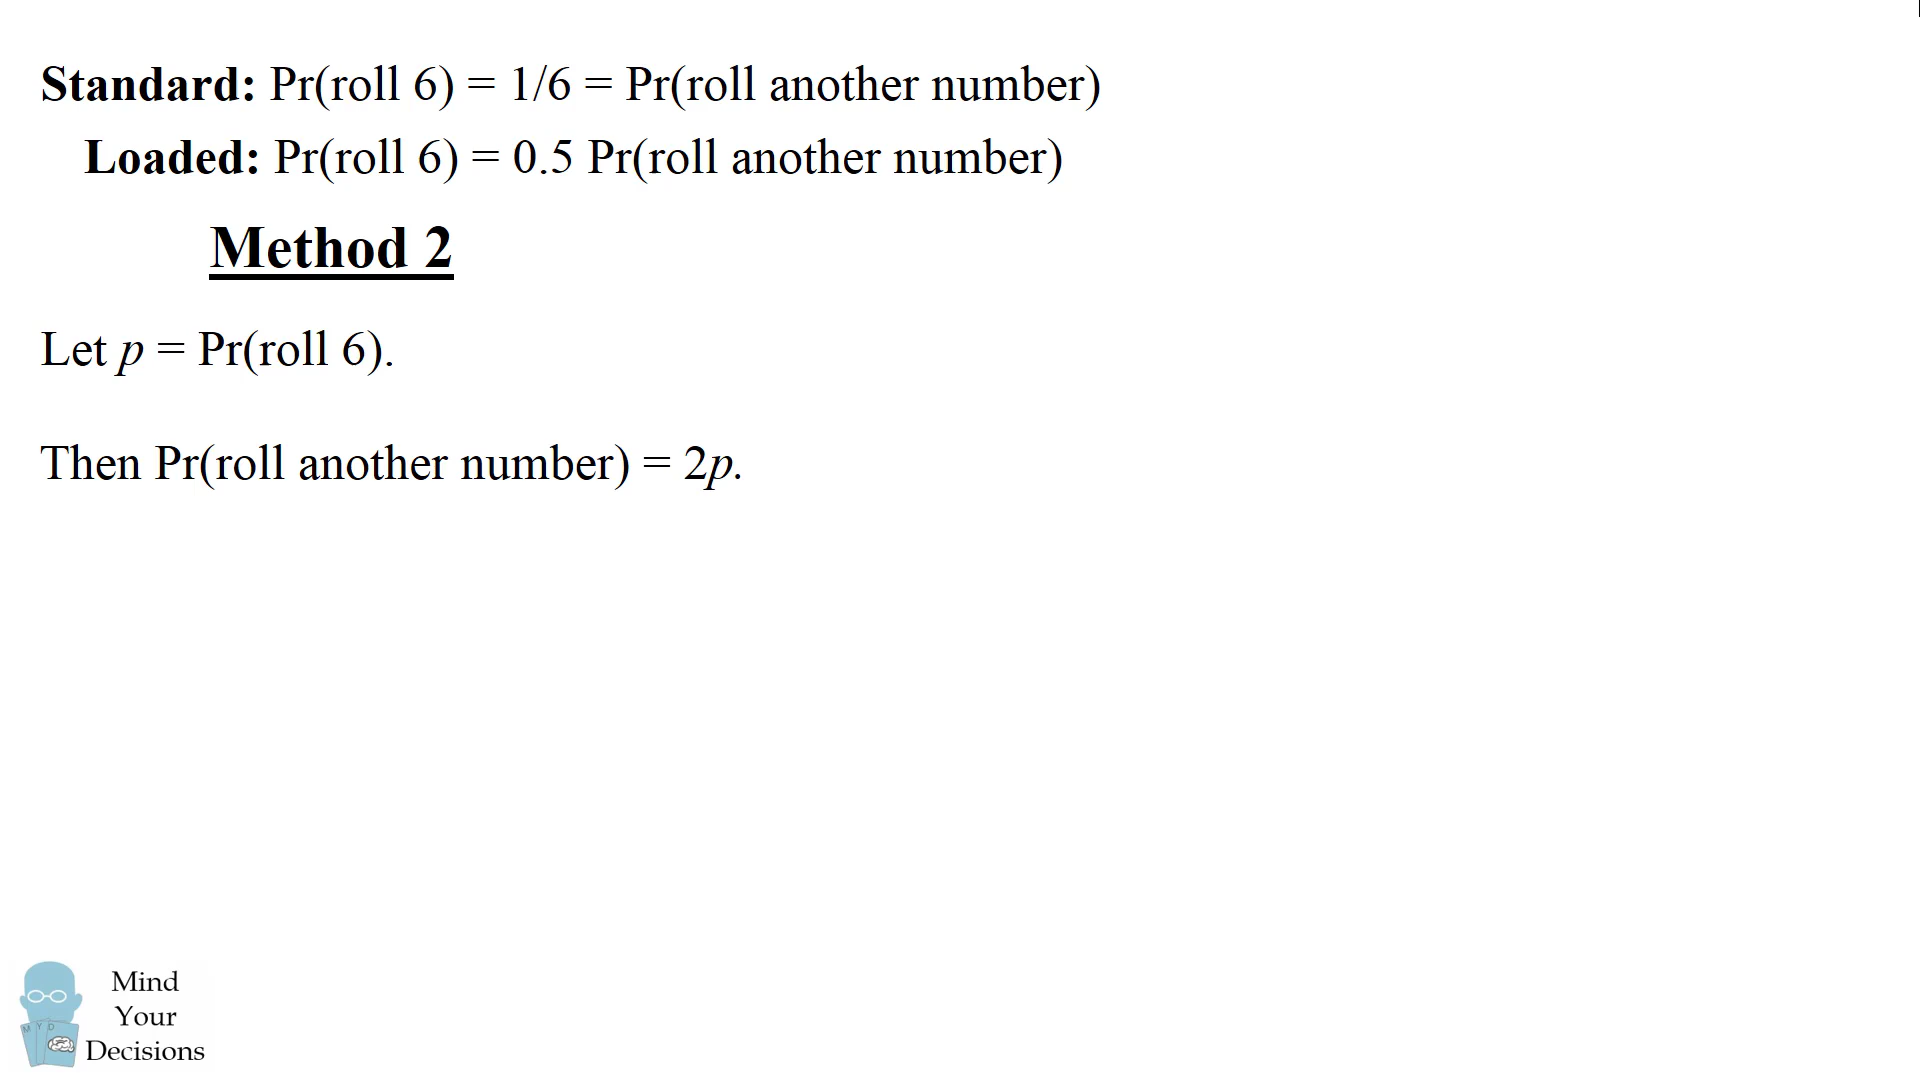 Standard: Pr(roll 6) = 1/6 = Pr(roll another number)
Loaded: Pr(roll 6) = 0.5 Pr(roll another number)
Method 2
Let p = Pr(roll 6).
Then Pr(roll another number) = 2p.
M Y D
Mind
Your
Decisions